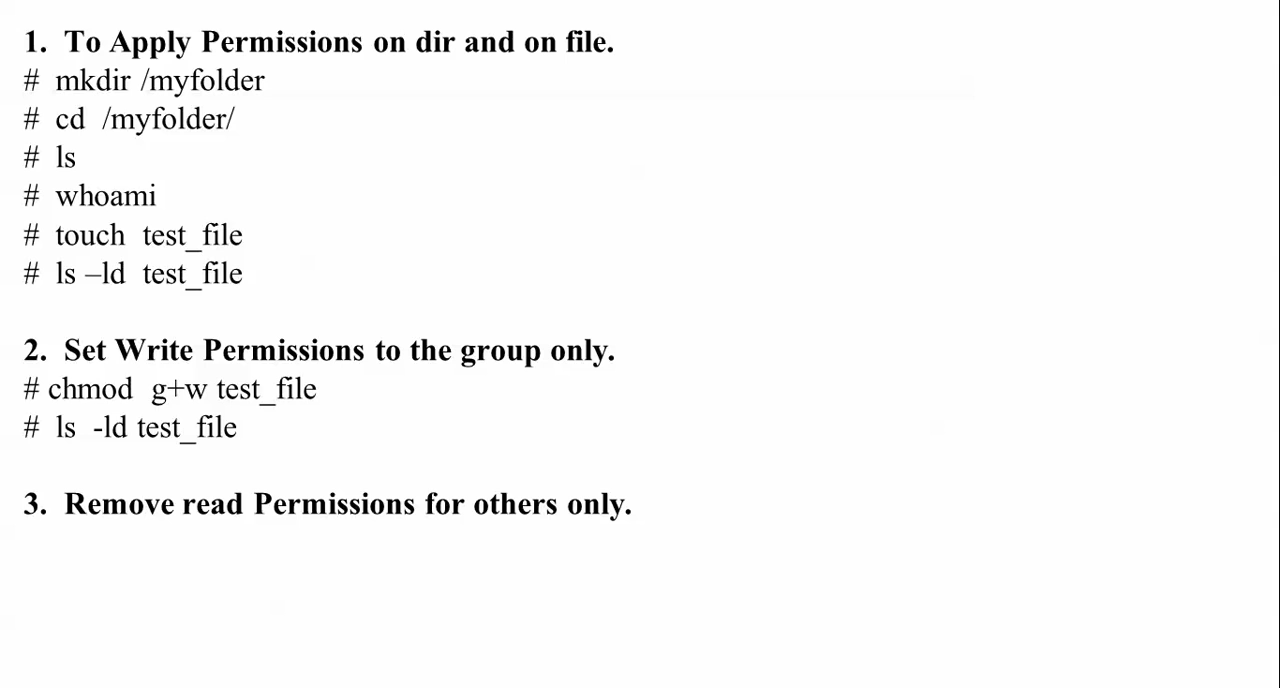 1. To Apply Permissions on dir and on file.
# mkdir /myfolder
# cd /myfolder/
# ls
# whoami
# touch test_file
# ls –ld test_file
2. Set Write Permissions to the group only.
# chmod g+w test_file
# ls -ld test_file
3. Remove read Permissions for others only.